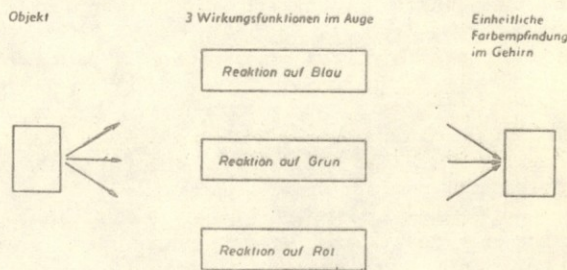 Objekt
3 Wirkungsfunktionen im Auge
Einheitliche
Farbempfindung
im Gehirn
Reaktion auf Blau
Reaktion auf Grun
Reaktion auf Rot